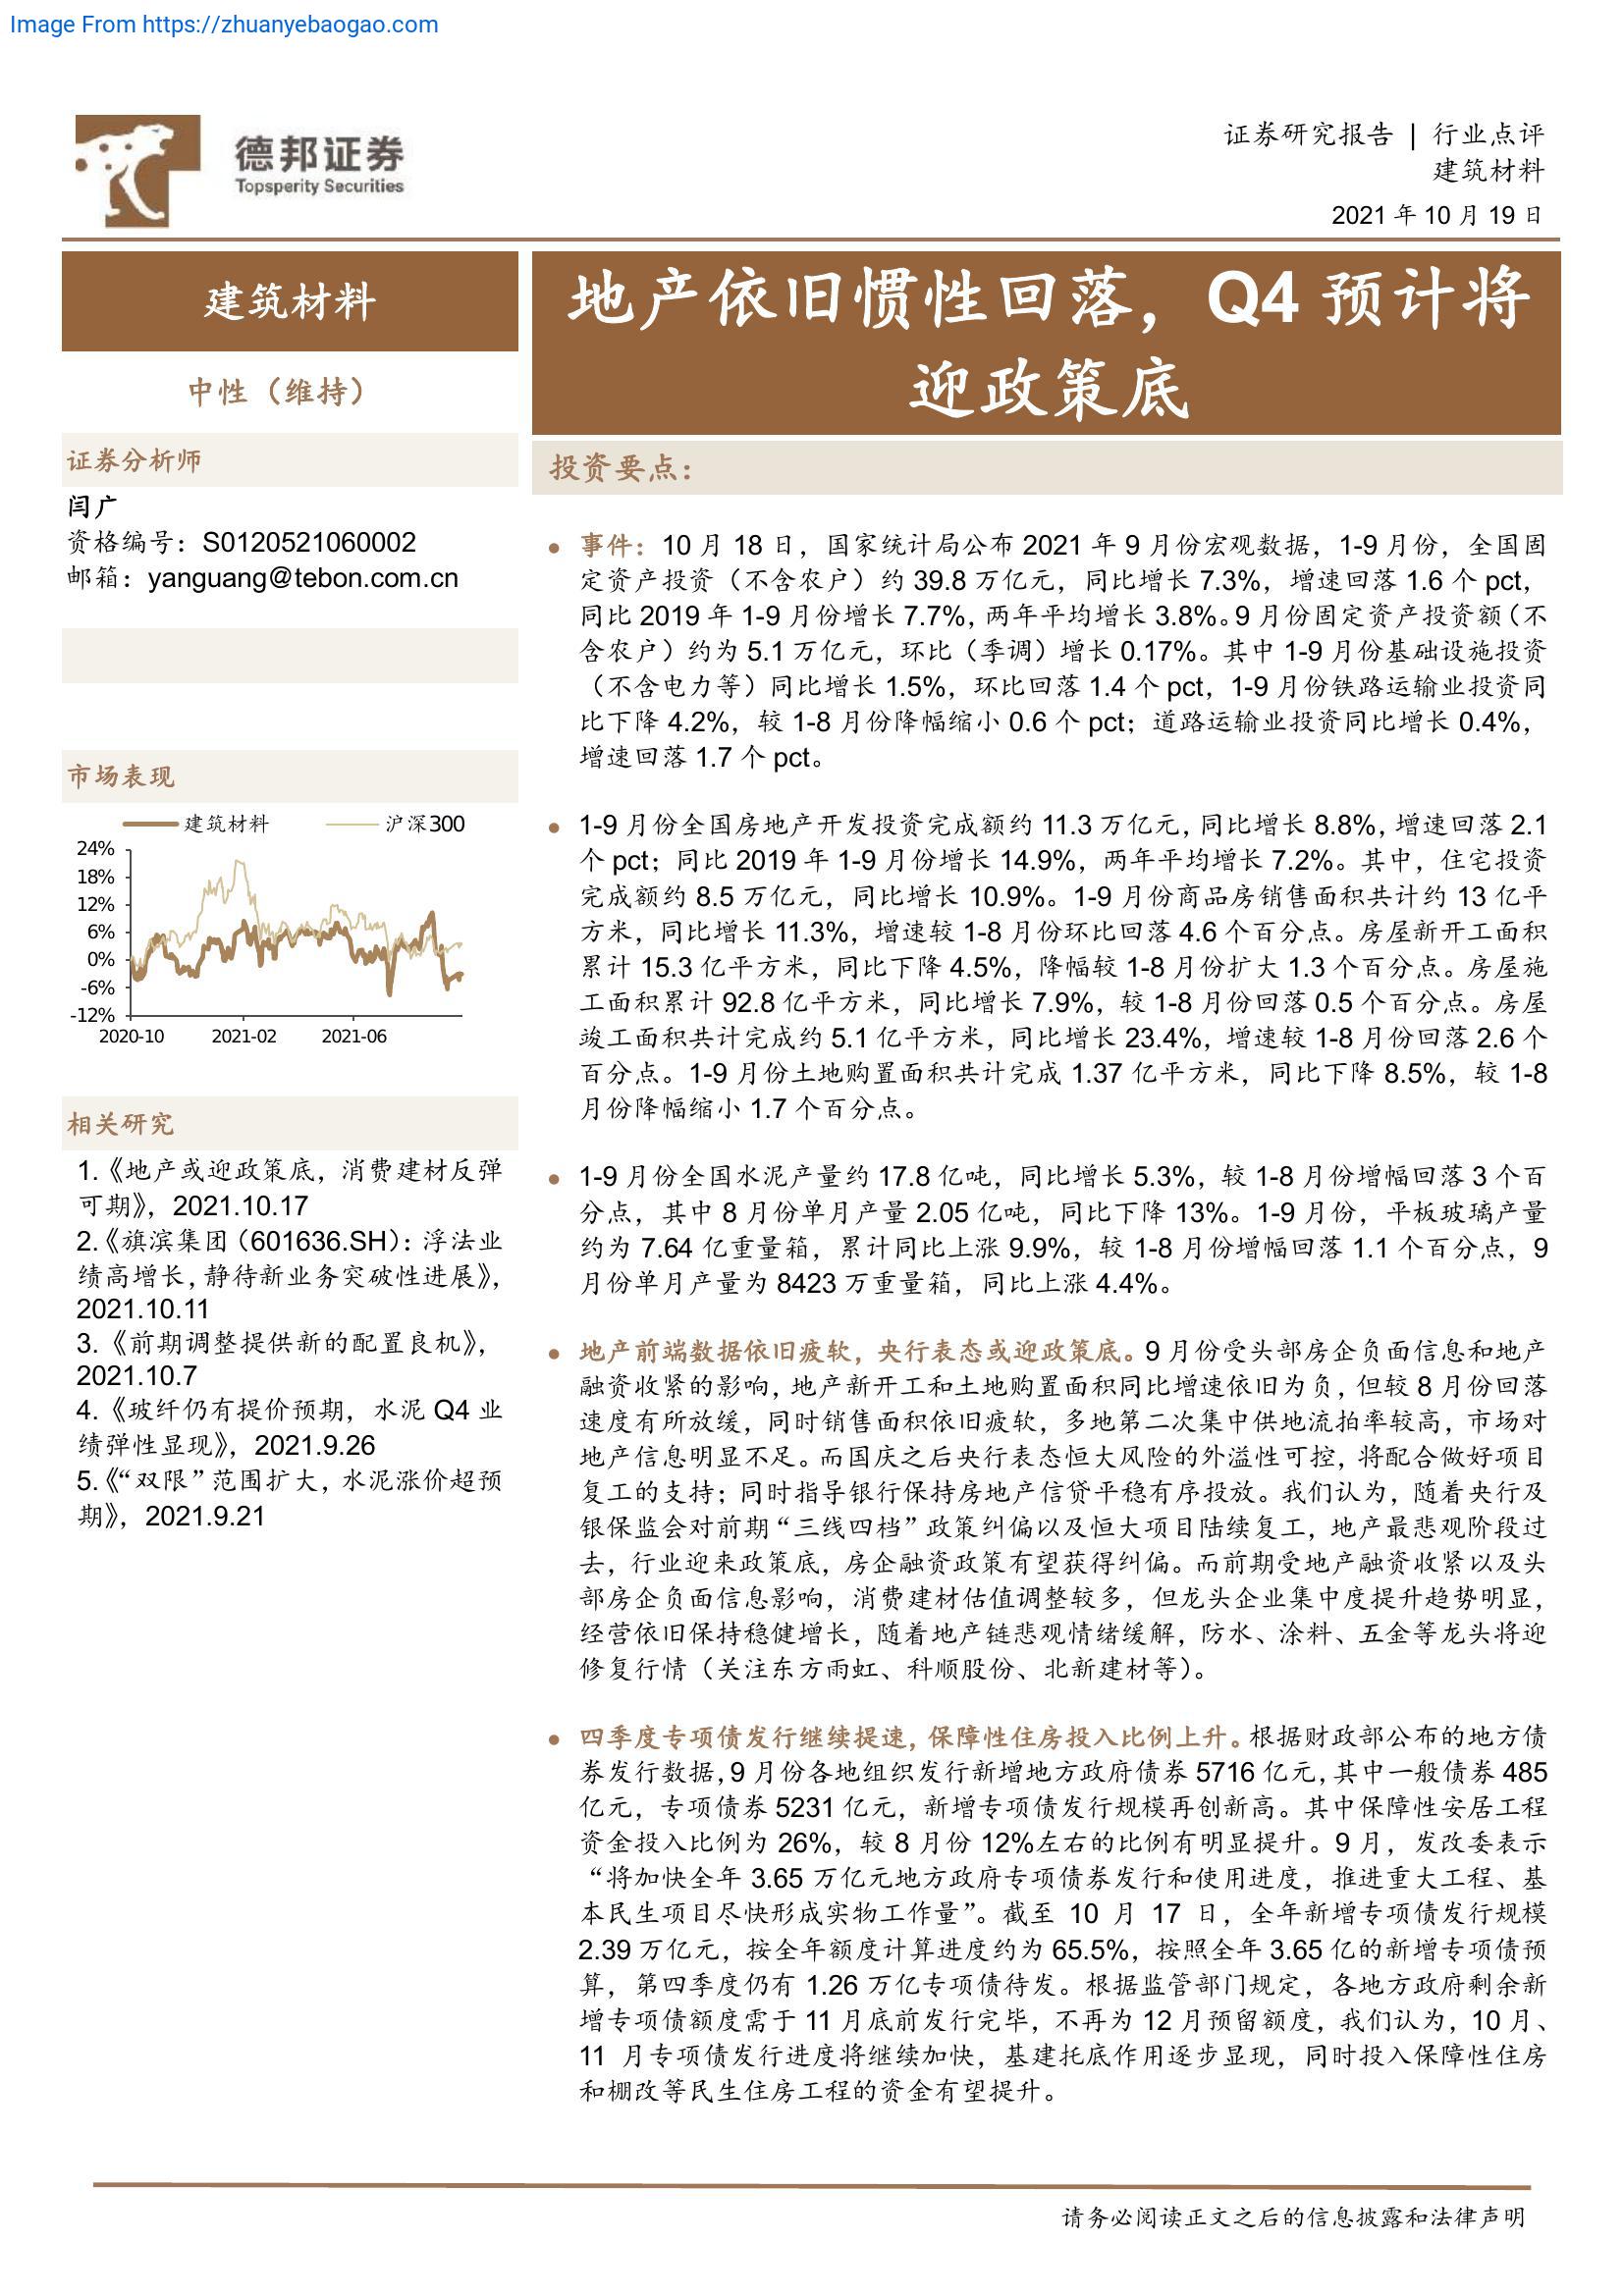 Image From https://zhuanyebaogao.com
德邦证券
Topsperity Securities
证券研究报告 | 行业点评
建筑材料
2021 年 10 月 19 日
建筑材料
中性（维持）
证券分析师
闫广
资格编号：S0120521060002
邮箱：yanguang@tebon.com.cn
市场表现
建筑材料 沪深300
24%
18%
12%
6%
0%
-6%
-12%
2020-10 2021-02 2021-06
相关研究
1.《地产或迎政策底，消费建材反弹
可期》，2021.10.17
2.《旗滨集团（601636.SH）：浮法业
绩高增长，静待新业务突破性进展》，
2021.10.11
3.《前期调整提供新的配置良机》，
2021.10.7
4.《玻纤仍有提价预期，水泥 Q4 业
绩弹性显现》，2021.9.26
5.《“双限”范围扩大，水泥涨价超预
期》，2021.9.21
地产依旧惯性回落，Q4 预计将
迎政策底
投资要点：
● 事件：10 月 18 日，国家统计局公布 2021 年 9 月份宏观数据，1-9 月份，全国固
定资产投资（不含农户）约 39.8 万亿元，同比增长 7.3%，增速回落 1.6 个 pct，
同比 2019 年 1-9 月份增长 7.7%，两年平均增长 3.8%。9 月份固定资产投资额（不
含农户）约为 5.1 万亿元，环比（季调）增长 0.17%。其中 1-9 月份基础设施投资
（不含电力等）同比增长 1.5%，环比回落 1.4 个 pct，1-9 月份铁路运输业投资同
比下降 4.2%，较 1-8 月份降幅缩小 0.6 个 pct；道路运输业投资同比增长 0.4%，
增速回落 1.7 个 pct。
● 1-9 月份全国房地产开发投资完成额约 11.3 万亿元，同比增长 8.8%，增速回落 2.1
个 pct；同比 2019 年 1-9 月份增长 14.9%，两年平均增长 7.2%。其中，住宅投资
完成额约 8.5 万亿元，同比增长 10.9%。1-9 月份商品房销售面积共计约 13 亿平
方米，同比增长 11.3%，增速较 1-8 月份环比回落 4.6 个百分点。房屋新开工面积
累计 15.3 亿平方米，同比下降 4.5%，降幅较 1-8 月份扩大 1.3 个百分点。房屋施
工面积累计 92.8 亿平方米，同比增长 7.9%，较 1-8 月份回落 0.5 个百分点。房屋
竣工面积共计完成约 5.1 亿平方米，同比增长 23.4%，增速较 1-8 月份回落 2.6 个
百分点。1-9 月份土地购置面积共计完成 1.37 亿平方米，同比下降 8.5%，较 1-8
月份降幅缩小 1.7 个百分点。
● 1-9 月份全国水泥产量约 17.8 亿吨，同比增长 5.3%，较 1-8 月份增幅回落 3 个百
分点，其中 8 月份单月产量 2.05 亿吨，同比下降 13%。1-9 月份，平板玻璃产量
约为 7.64 亿重量箱，累计同比上涨 9.9%，较 1-8 月份增幅回落 1.1 个百分点，9
月份单月产量为 8423 万重量箱，同比上涨 4.4%。
● 地产前端数据依旧疲软，央行表态或迎政策底。9 月份受头部房企负面信息和地产
融资收紧的影响，地产新开工和土地购置面积同比增速依旧为负，但较 8 月份回落
速度有所放缓，同时销售面积依旧疲软，多地第二次集中供地流拍率较高，市场对
地产信息明显不足。而国庆之后央行表态恒大风险的外溢性可控，将配合做好项目
复工的支持；同时指导银行保持房地产信贷平稳有序投放。我们认为，随着央行及
银保监会对前期“三线四档”政策纠偏以及恒大项目陆续复工，地产最悲观阶段过
去，行业迎来政策底，房企融资政策有望获得纠偏。而前期受地产融资收紧以及头
部房企负面信息影响，消费建材估值调整较多，但龙头企业集中度提升趋势明显，
经营依旧保持稳健增长，随着地产链悲观情绪缓解，防水、涂料、五金等龙头将迎
修复行情（关注东方雨虹、科顺股份、北新建材等）。
● 四季度专项债发行继续提速，保障性住房投入比例上升。根据财政部公布的地方债
券发行数据，9 月份各地组织发行新增地方政府债券 5716 亿元，其中一般债券 485
亿元，专项债券 5231 亿元，新增专项债发行规模再创新高。其中保障性安居工程
资金投入比例为 26%，较 8 月份 12%左右的比例有明显提升。9 月，发改委表示
“将加快全年 3.65 万亿元地方政府专项债券发行和使用进度，推进重大工程、基
本民生项目尽快形成实物工作量”。截至 10 月 17 日，全年新增专项债发行规模
2.39 万亿元，按全年额度计算进度约为 65.5%，按照全年 3.65 亿的新增专项债预
算，第四季度仍有 1.26 万亿专项债待发。根据监管部门规定，各地方政府剩余新
增专项债额度需于 11 月底前发行完毕，不再为 12 月预留额度，我们认为，10 月、
11 月专项债发行进度将继续加快，基建托底作用逐步显现，同时投入保障性住房
和棚改等民生住房工程的资金有望提升。
请务必阅读正文之后的信息披露和法律声明